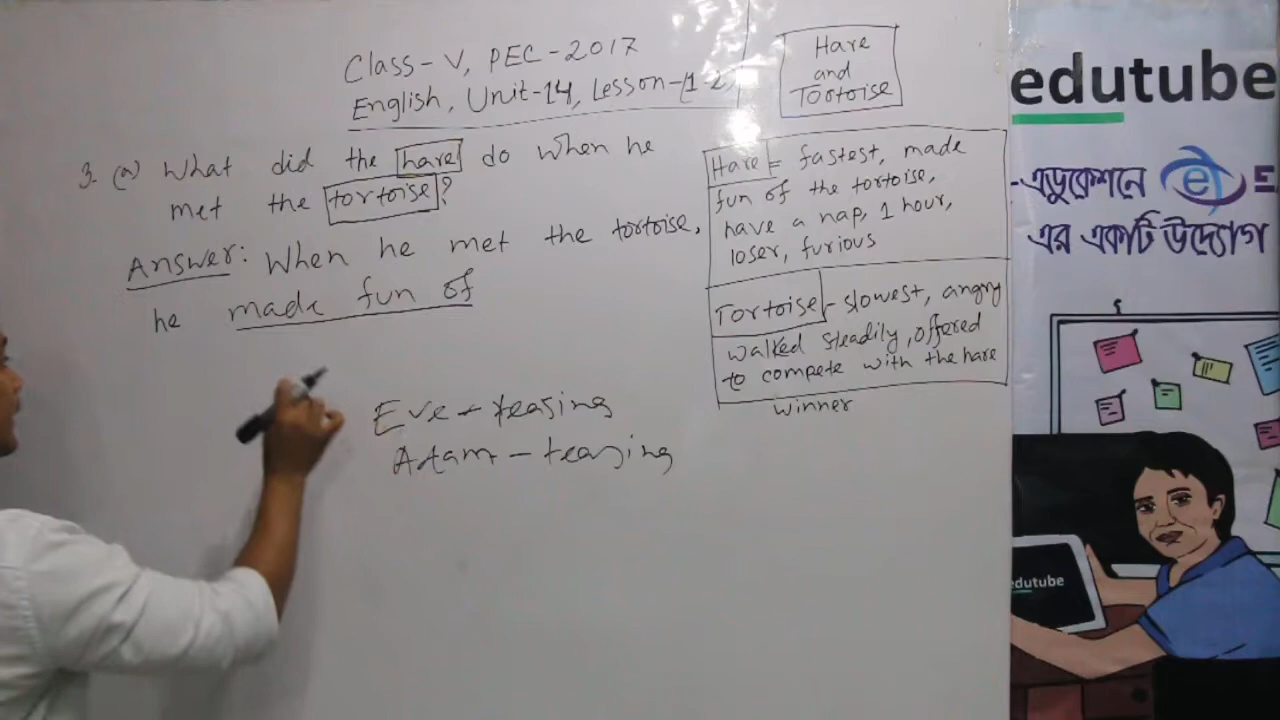 Class-V, PEC-2017
English, Unit-14, Lesson-(1-2)
Hare
and
Tortoise
3. (a) What did the hare do when he
met the tortoise?
Answer: When he met the tortoise,
he made fun of
Eve-teasing
Adam-teasing
Hare = fastest, made
fun of the tortoise,
have a nap, 1 hour,
loser, furious
Tortoise - slowest, angry
walked steadily, offered
to compete with the hare
winner
edutube
-এডুকেশনে e E
এর একটি উদ্যোগ
edutube